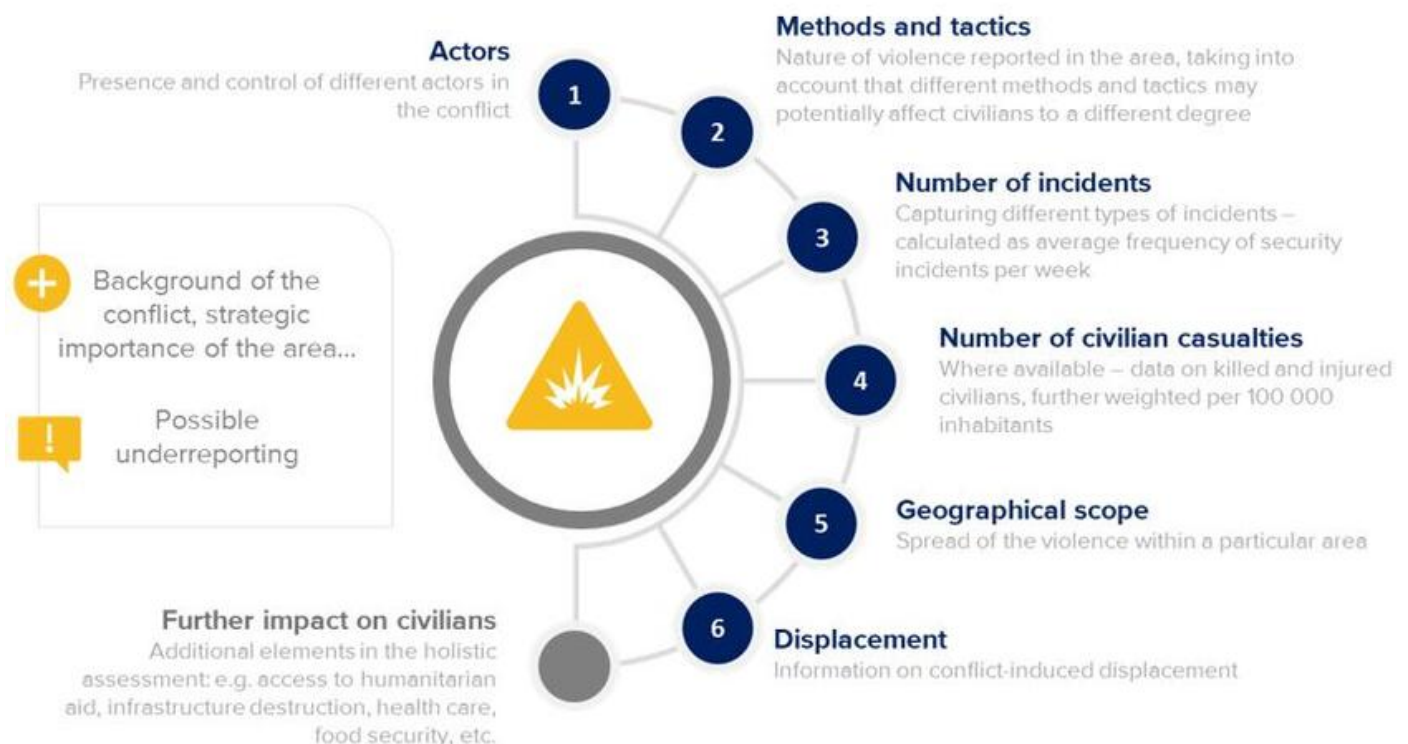 Actors
Presence and control of different actors in
the conflict
1
Methods and tactics
Nature of violence reported in the area, taking into
account that different methods and tactics may
potentially affect civilians to a different degree
2
Number of incidents
Capturing different types of incidents –
calculated as average frequency of security
incidents per week
3
Number of civilian casualties
Where available – data on killed and injured
civilians, further weighted per 100 000
inhabitants
4
Geographical scope
Spread of the violence within a particular area
5
Displacement
Information on conflict-induced displacement
6
Further impact on civilians
Additional elements in the holistic
assessment: e.g. access to humanitarian
aid, infrastructure destruction, health care,
food security, etc.
+
Background of the
conflict, strategic
importance of the area...
!
Possible
underreporting